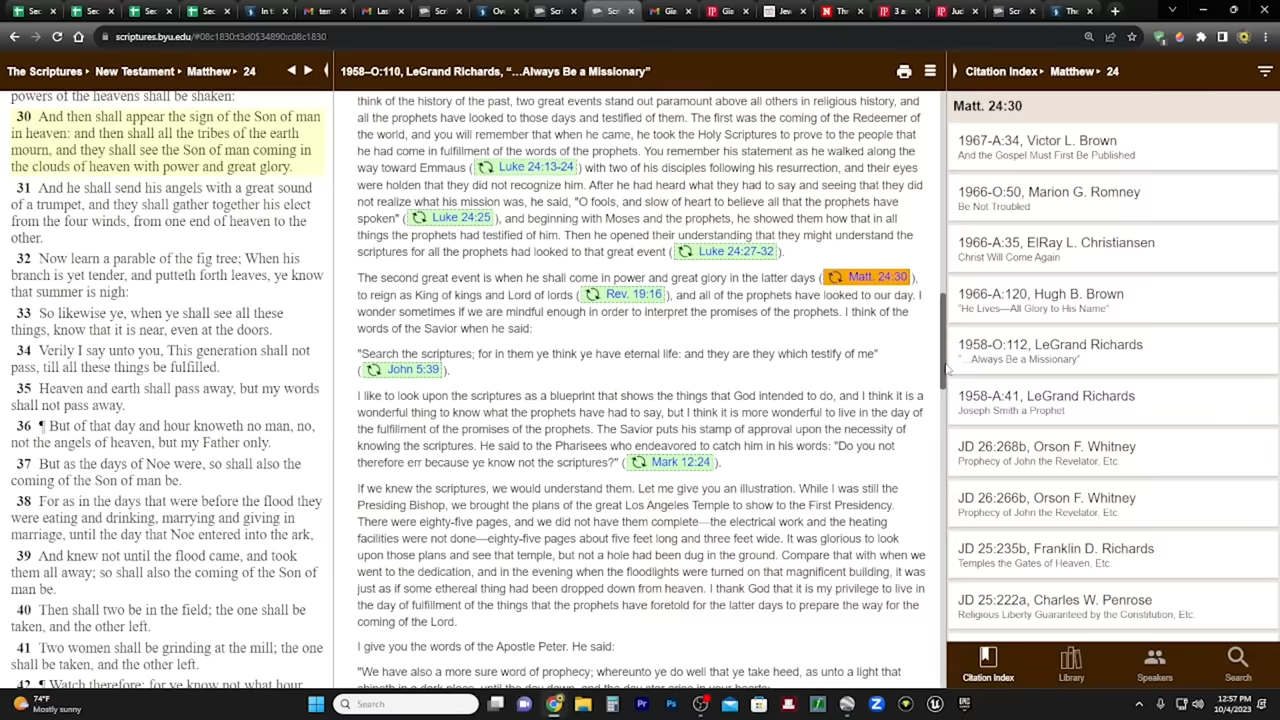 Sec
Sec
Sec
Sec
In t
tem
Las
Scr
Ov
Scr
Scr
Gle
Gi
Jev
Thr
3 a
Jud
Scr
The
scriptures.byu.edu/#08c1830:t3d0$34890:c08c1830
The Scriptures New Testament Matthew 24
powers of the heavens shall be shaken:
30 And then shall appear the sign of the Son of man
in heaven: and then shall all the tribes of the earth
mourn, and they shall see the Son of man coming in
the clouds of heaven with power and great glory.
31 And he shall send his angels with a great sound
of a trumpet, and they shall gather together his elect
from the four winds, from one end of heaven to the
other.
32 Now learn a parable of the fig tree; When his
branch is yet tender, and putteth forth leaves, ye know
that summer is nigh:
33 So likewise ye, when ye shall see all these
things, know that it is near, even at the doors.
34 Verily I say unto you, This generation shall not
pass, till all these things be fulfilled.
35 Heaven and earth shall pass away, but my words
shall not pass away.
36 ¶ But of that day and hour knoweth no man, no,
not the angels of heaven, but my Father only.
37 But as the days of Noe were, so shall also the
coming of the Son of man be.
38 For as in the days that were before the flood they
were eating and drinking, marrying and giving in
marriage, until the day that Noe entered into the ark,
39 And knew not until the flood came, and took
them all away; so shall also the coming of the Son of
man be.
40 Then shall two be in the field; the one shall be
taken, and the other left.
41 Two women shall be grinding at the mill; the one
shall be taken, and the other left.
42 ¶ Watch therefore: for ye know not what hour
1958–O:110, LeGrand Richards, “…Always Be a Missionary”
think of the history of the past, two great events stand out paramount above all others in religious history, and
all the prophets have looked to those days and testified of them. The first was the coming of the Redeemer of
the world, and you will remember that when he came, he took the Holy Scriptures to prove to the people that
he had come in fulfillment of the words of the prophets. You remember his statement as he walked along the
way toward Emmaus ( Luke 24:13-24 ) with two of his disciples following his resurrection, and their eyes
were holden that they did not recognize him. After he had heard what they had to say and seeing that they did
not realize what his mission was, he said, "O fools, and slow of heart to believe all that the prophets have
spoken" ( Luke 24:25 ), and beginning with Moses and the prophets, he showed them how that in all
things the prophets had testified of him. Then he opened their understanding that they might understand the
scriptures for all the prophets had looked to that great event ( Luke 24:27-32 ).
The second great event is when he shall come in power and great glory in the latter days ( Matt. 24:30 ),
to reign as King of kings and Lord of lords ( Rev. 19:16 ), and all of the prophets have looked to our day. I
wonder sometimes if we are mindful enough in order to interpret the promises of the prophets. I think of the
words of the Savior when he said:
"Search the scriptures; for in them ye think ye have eternal life: and they are they which testify of me"
( John 5:39 ).
I like to look upon the scriptures as a blueprint that shows the things that God intended to do, and I think it is a
wonderful thing to know what the prophets have had to say, but I think it is more wonderful to live in the day of
the fulfillment of the promises of the prophets. The Savior puts his stamp of approval upon the necessity of
knowing the scriptures. He said to the Pharisees who endeavored to catch him in his words: "Do you not
therefore err because ye know not the scriptures?" ( Mark 12:24 ).
If we knew the scriptures, we would understand them. Let me give you an illustration. While I was still the
Presiding Bishop, we brought the plans of the great Los Angeles Temple to show to the First Presidency.
There were eighty-five pages, and we did not have them complete—the electrical work and the heating
facilities were not done—eighty-five pages about five feet long and three feet wide. It was glorious to look
upon those plans and see that temple, but not a hole had been dug in the ground. Compare that with when we
went to the dedication, and in the evening when the floodlights were turned on that magnificent building, it was
just as if some ethereal thing had been dropped down from heaven. I thank God that it is my privilege to live in
the day of fulfillment of the things that the prophets have foretold for the latter days to prepare the way for the
coming of the Lord.
I give you the words of the Apostle Peter. He said:
"We have also a more sure word of prophecy; whereunto ye do well that ye take heed, as unto a light that
Citation Index Matthew 24
Matt. 24:30
1967-A:34, Victor L. Brown
And the Gospel Must First Be Published
1966-O:50, Marion G. Romney
Be Not Troubled
1966-A:35, ElRay L. Christiansen
Christ Will Come Again
1966-A:120, Hugh B. Brown
“He Lives—All Glory to His Name”
1958-O:112, LeGrand Richards
“…Always Be a Missionary”
1958-A:41, LeGrand Richards
Joseph Smith a Prophet
JD 26:268b, Orson F. Whitney
Prophecy of John the Revelator, Etc.
JD 26:266b, Orson F. Whitney
Prophecy of John the Revelator, Etc.
JD 25:235b, Franklin D. Richards
Temples the Gates of Heaven, Etc.
JD 25:222a, Charles W. Penrose
Religious Liberty Guaranteed by the Constitution, Etc.
Citation Index
Library
Speakers
Search
74°F
Mostly sunny
Search
12:57 PM
10/4/2023